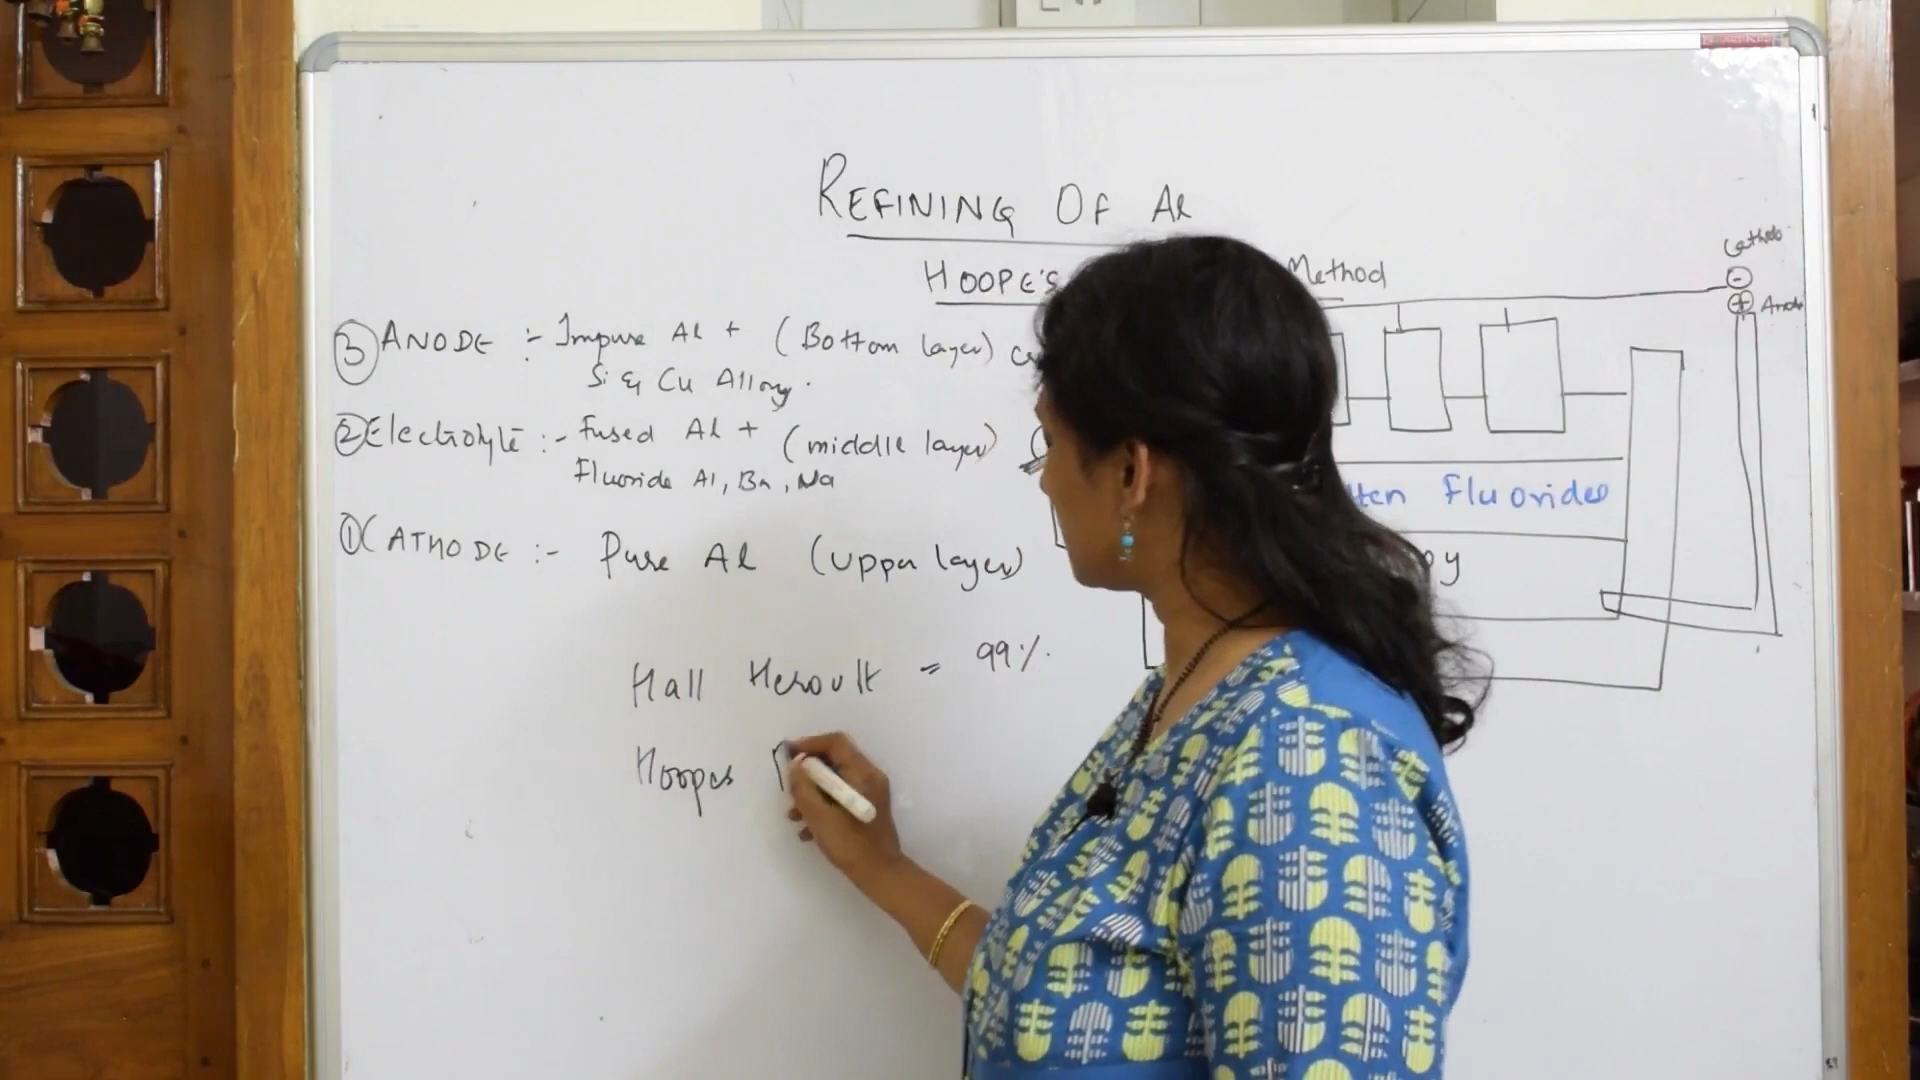 REFINING OF Al
HOOPE'S Method
Cathode
-
+ Anode
③ ANODE :- Impure Al + (Bottom layer)
Si & Cu Alloy.
② Electrolyte :- Fused Al + (middle layer)
Fluoride Al, Ba, Na
① CATHODE :- Pure Al (Upper layer)
Fluorides
Hall Heroult = 99%.
Hoopes